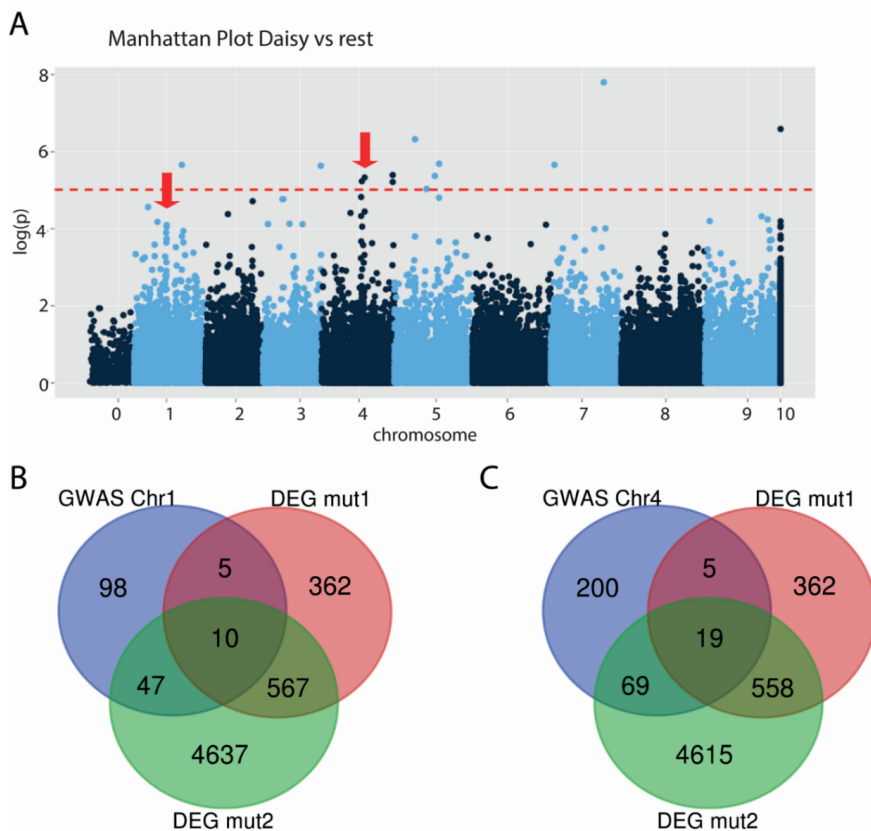 A
Manhattan Plot Daisy vs rest
8
6
4
2
0
log(p)
0 1 2 3 4 5 6 7 8 9 10
chromosome
B
GWAS Chr1
DEG mut1
98
5
362
10
47
567
4637
DEG mut2
C
GWAS Chr4
DEG mut1
200
5
362
19
69
558
4615
DEG mut2